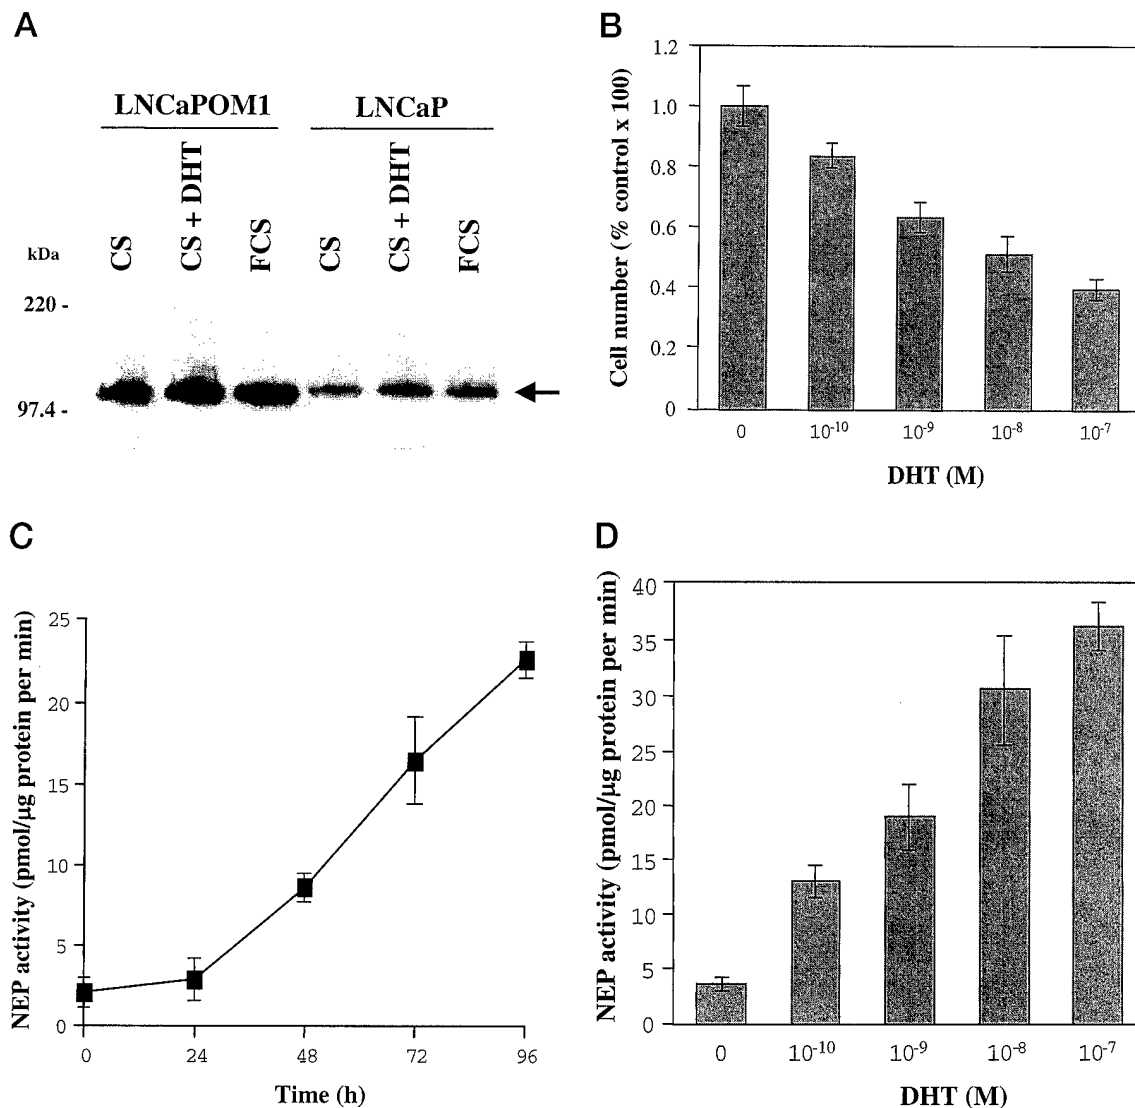 A
LNCaPOM1 LNCaP
kDa CS CS + DHT FCS CS CS + DHT FCS
220 -
97.4 -
B
Cell number (% control x 100)
1.2
1.0
0.8
0.6
0.4
0.2
0
0 10⁻¹⁰ 10⁻⁹ 10⁻⁸ 10⁻⁷
DHT (M)
C
NEP activity (pmol/µg protein per min)
25
20
15
10
5
0
0 24 48 72 96
Time (h)
D
NEP activity (pmol/µg protein per min)
40
35
30
25
20
15
10
5
0
0 10⁻¹⁰ 10⁻⁹ 10⁻⁸ 10⁻⁷
DHT (M)